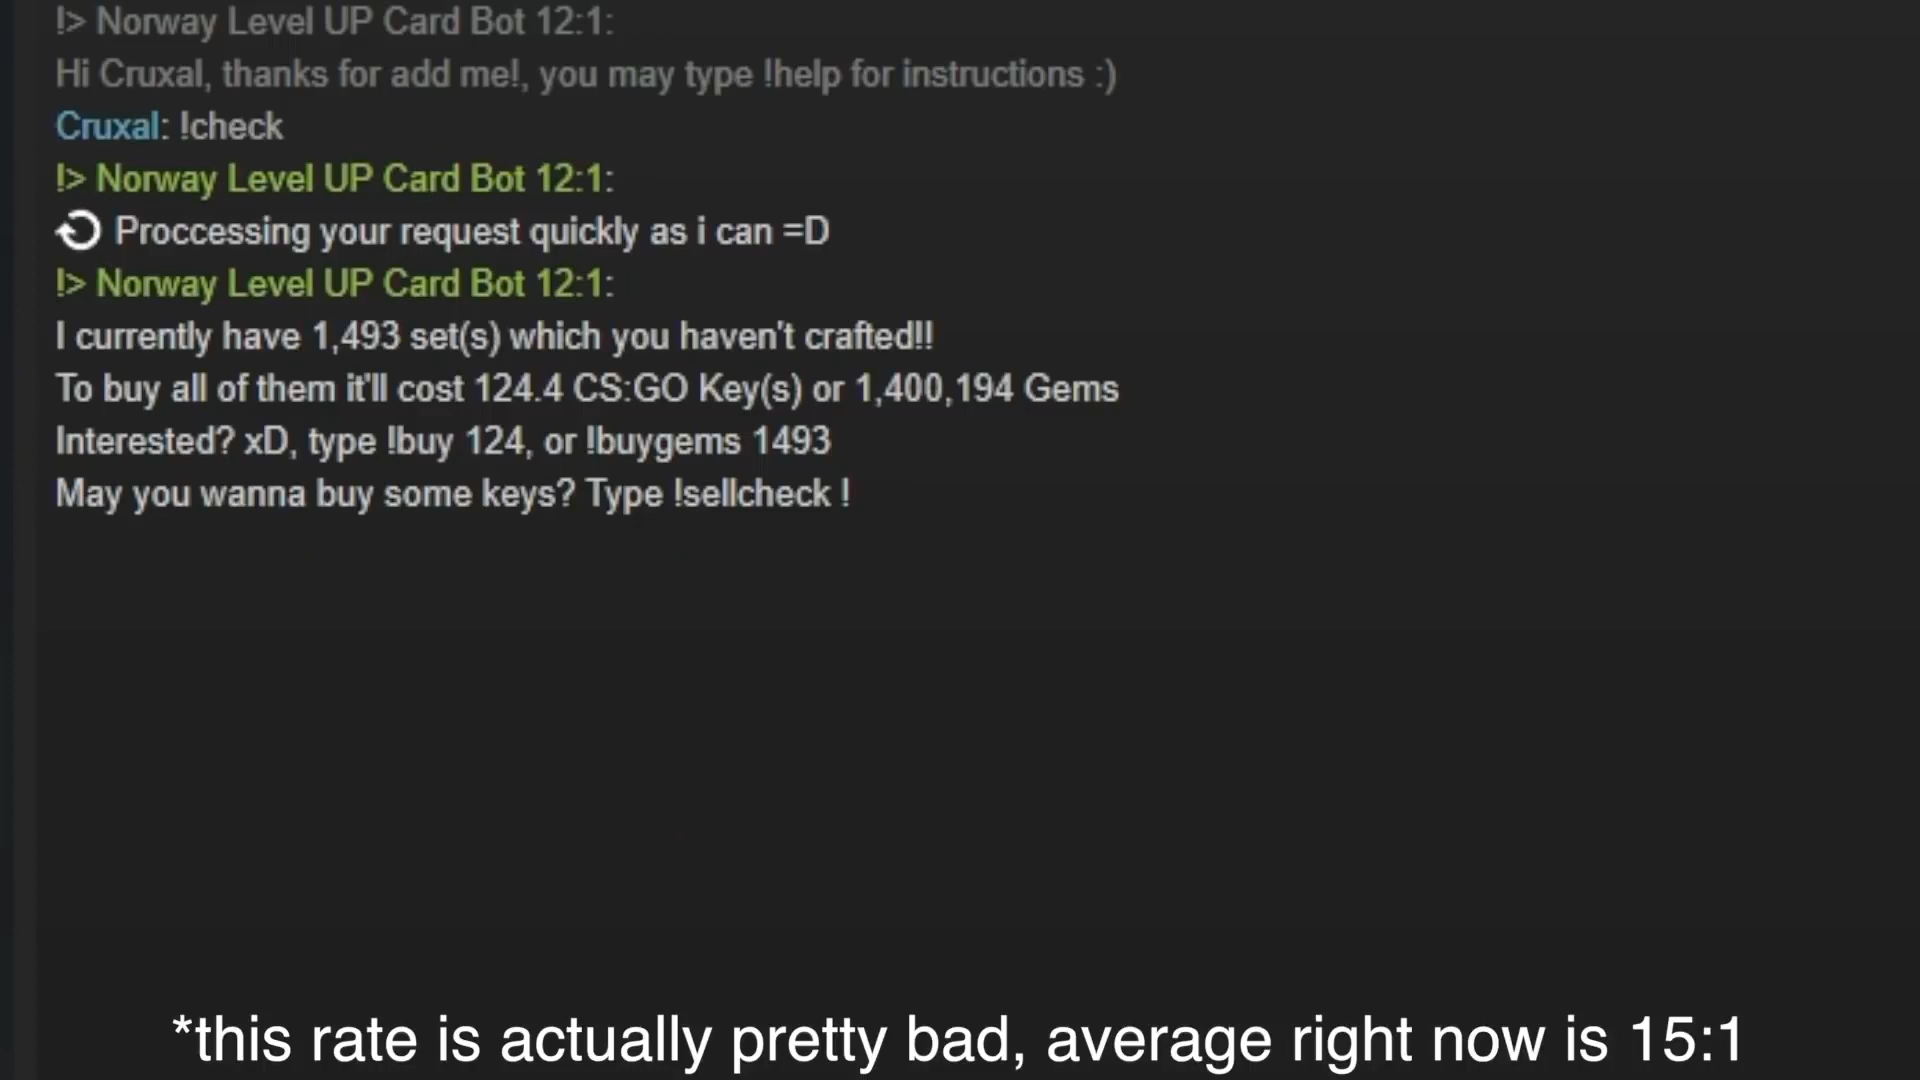 !> Norway Level UP Card Bot 12:1:
Hi Cruxal, thanks for add me!, you may type !help for instructions :)
Cruxal: !check
!> Norway Level UP Card Bot 12:1:
Proccessing your request quickly as i can =D
!> Norway Level UP Card Bot 12:1:
I currently have 1,493 set(s) which you haven't crafted!!
To buy all of them it'll cost 124.4 CS:GO Key(s) or 1,400,194 Gems
Interested? xD, type !buy 124, or !buygems 1493
May you wanna buy some keys? Type !sellcheck !
*this rate is actually pretty bad, average right now is 15:1